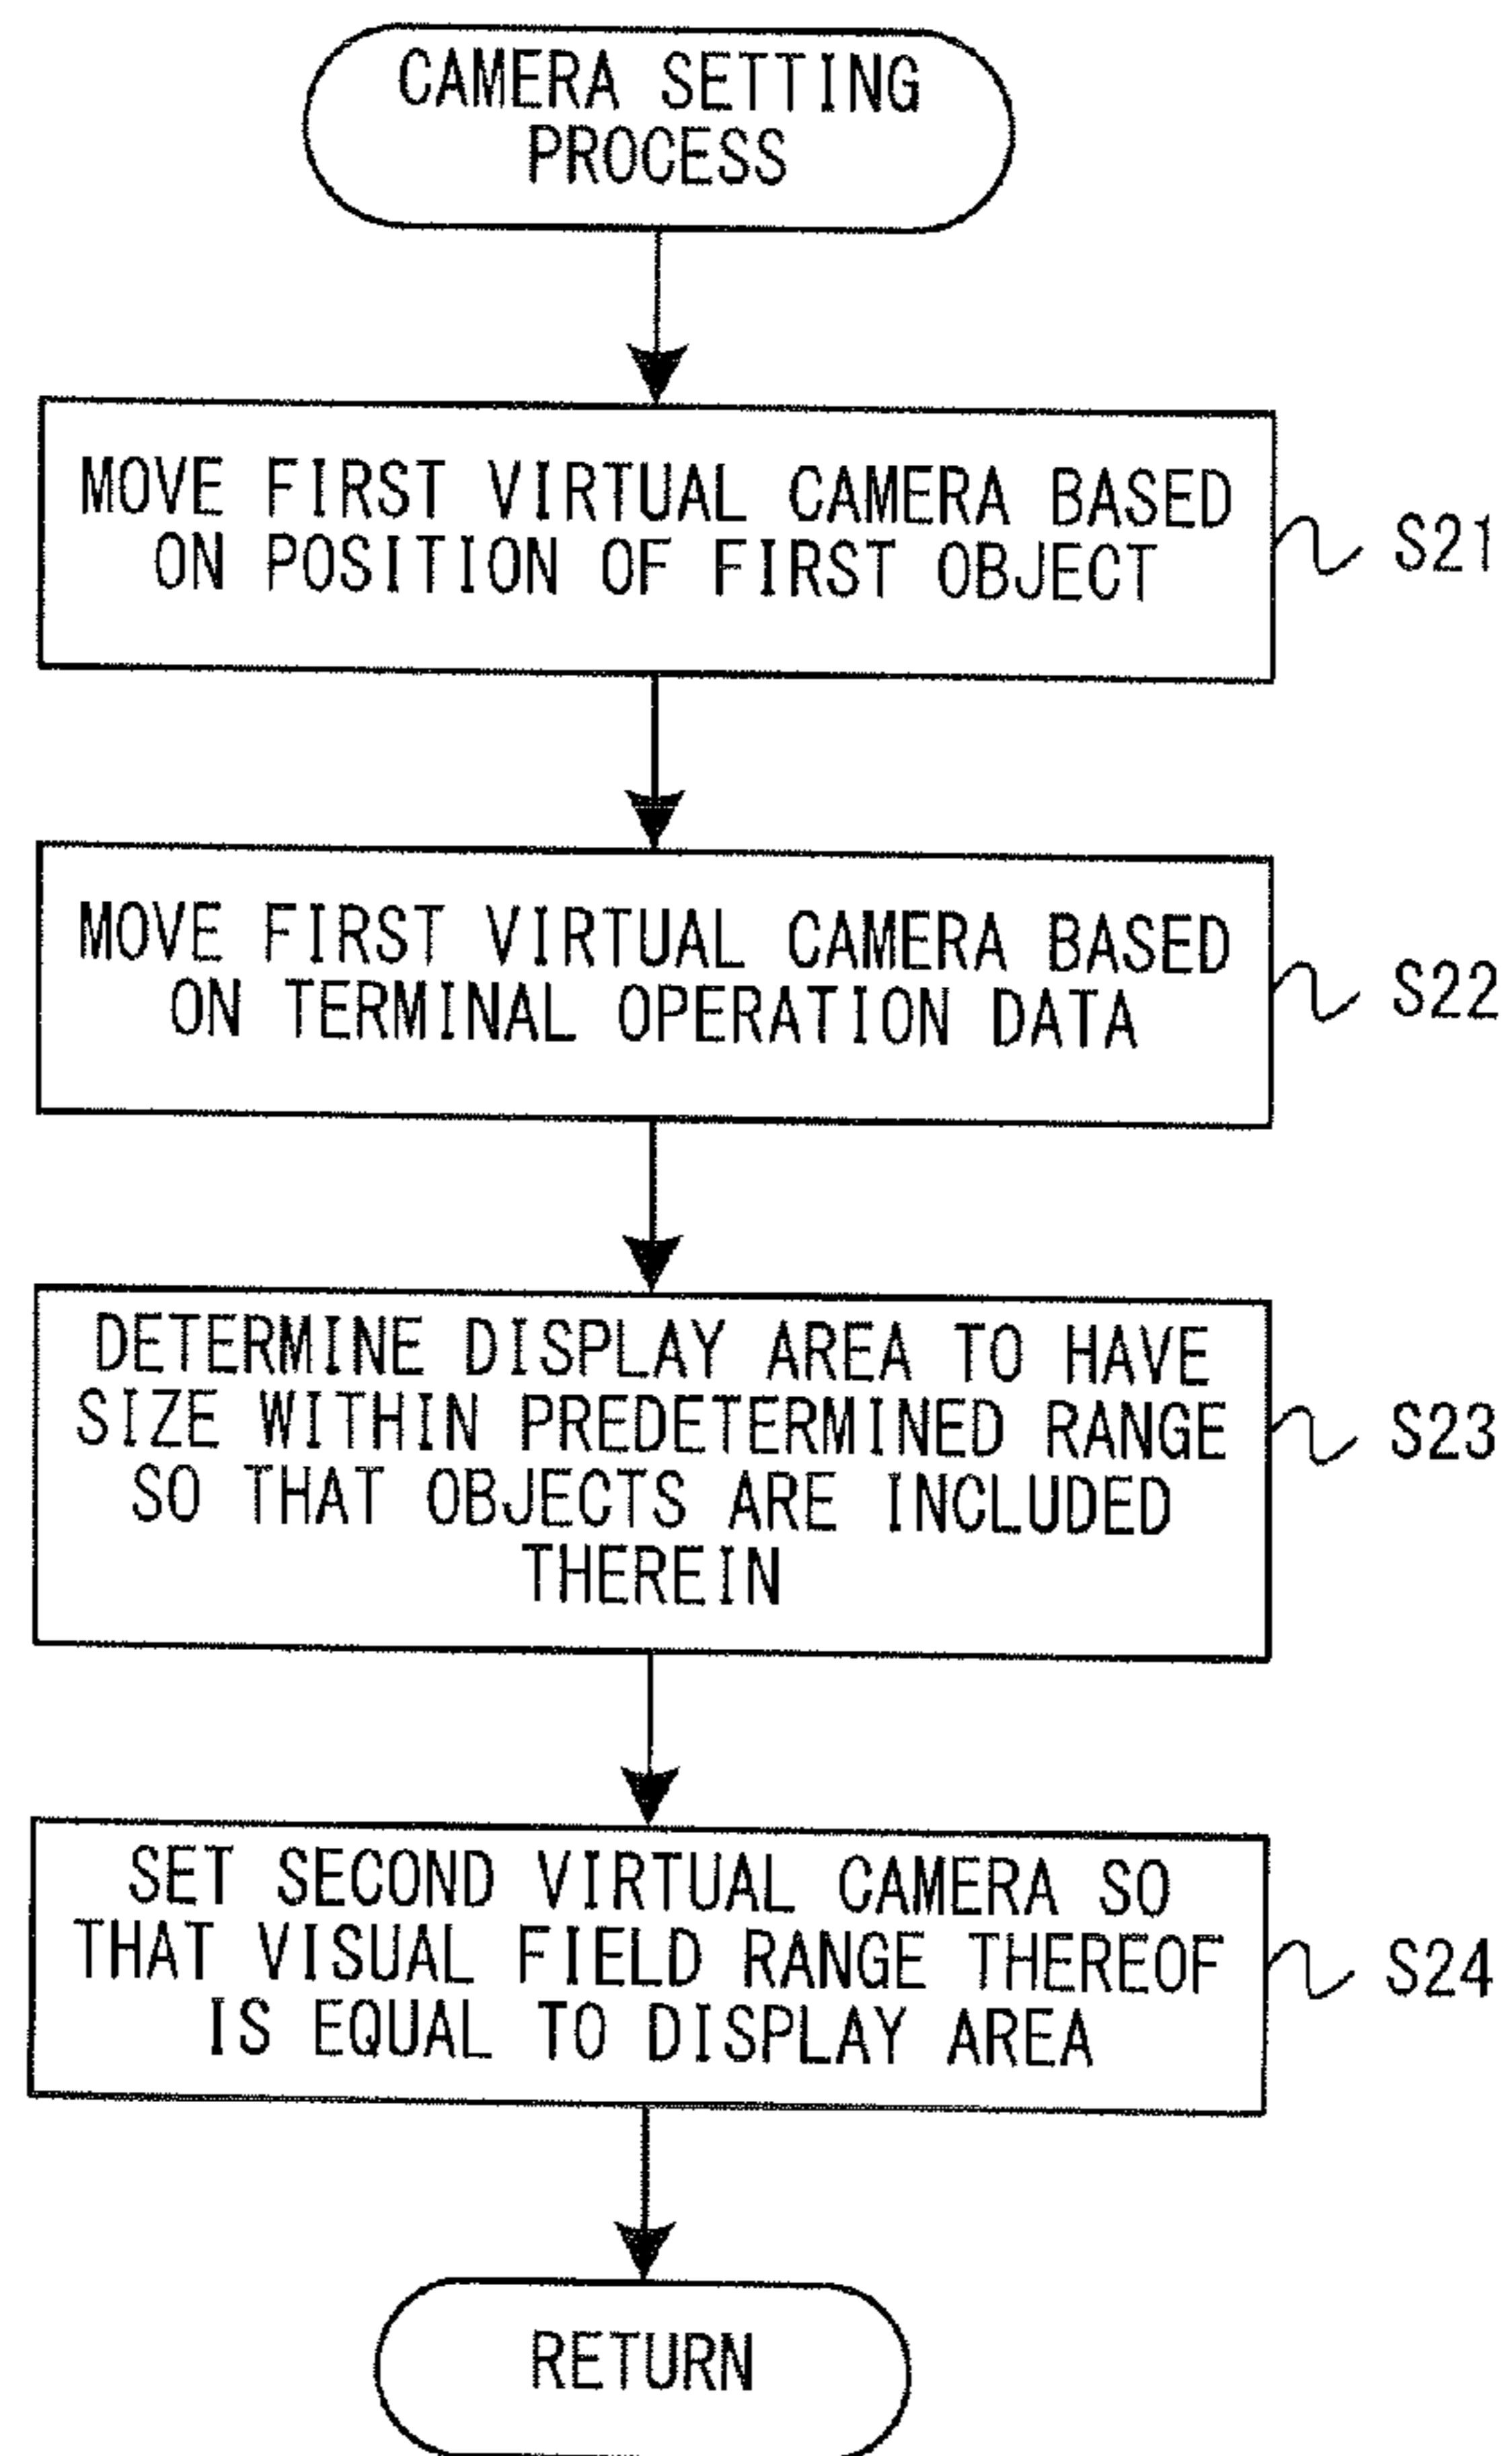 CAMERA SETTING
PROCESS
MOVE FIRST VIRTUAL CAMERA BASED
ON POSITION OF FIRST OBJECT
S21
MOVE FIRST VIRTUAL CAMERA BASED
ON TERMINAL OPERATION DATA
S22
DETERMINE DISPLAY AREA TO HAVE
SIZE WITHIN PREDETERMINED RANGE
SO THAT OBJECTS ARE INCLUDED
THEREIN
S23
SET SECOND VIRTUAL CAMERA SO
THAT VISUAL FIELD RANGE THEREOF
IS EQUAL TO DISPLAY AREA
S24
RETURN